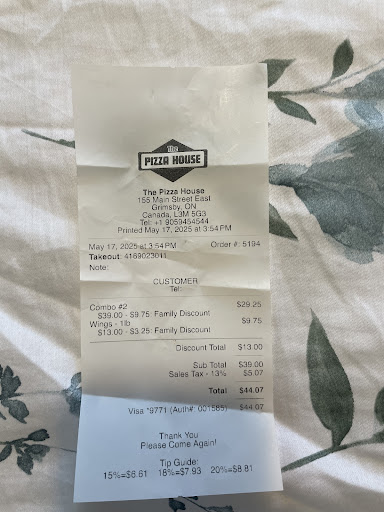 The
PIZZA HOUSE
The Pizza House
155 Main Street East
Grimsby, ON
Canada, L3M 5G3
Tel: +1 9059454544
Printed May 17, 2025 at 3:54 PM
May 17, 2025 at 3:54 PM Order #: 5194
Takeout: 4169023011
Note:
CUSTOMER
Tel:
Combo #2 $29.25
$39.00 - $9.75: Family Discount
Wings - 1lb $9.75
$13.00 - $3.25: Family Discount
Discount Total $13.00
Sub Total $39.00
Sales Tax - 13% $5.07
Total $44.07
Visa *9771 (Auth#: 001565) $44.07
Thank You
Please Come Again!
Tip Guide:
15%=$6.61 18%=$7.93 20%=$8.81